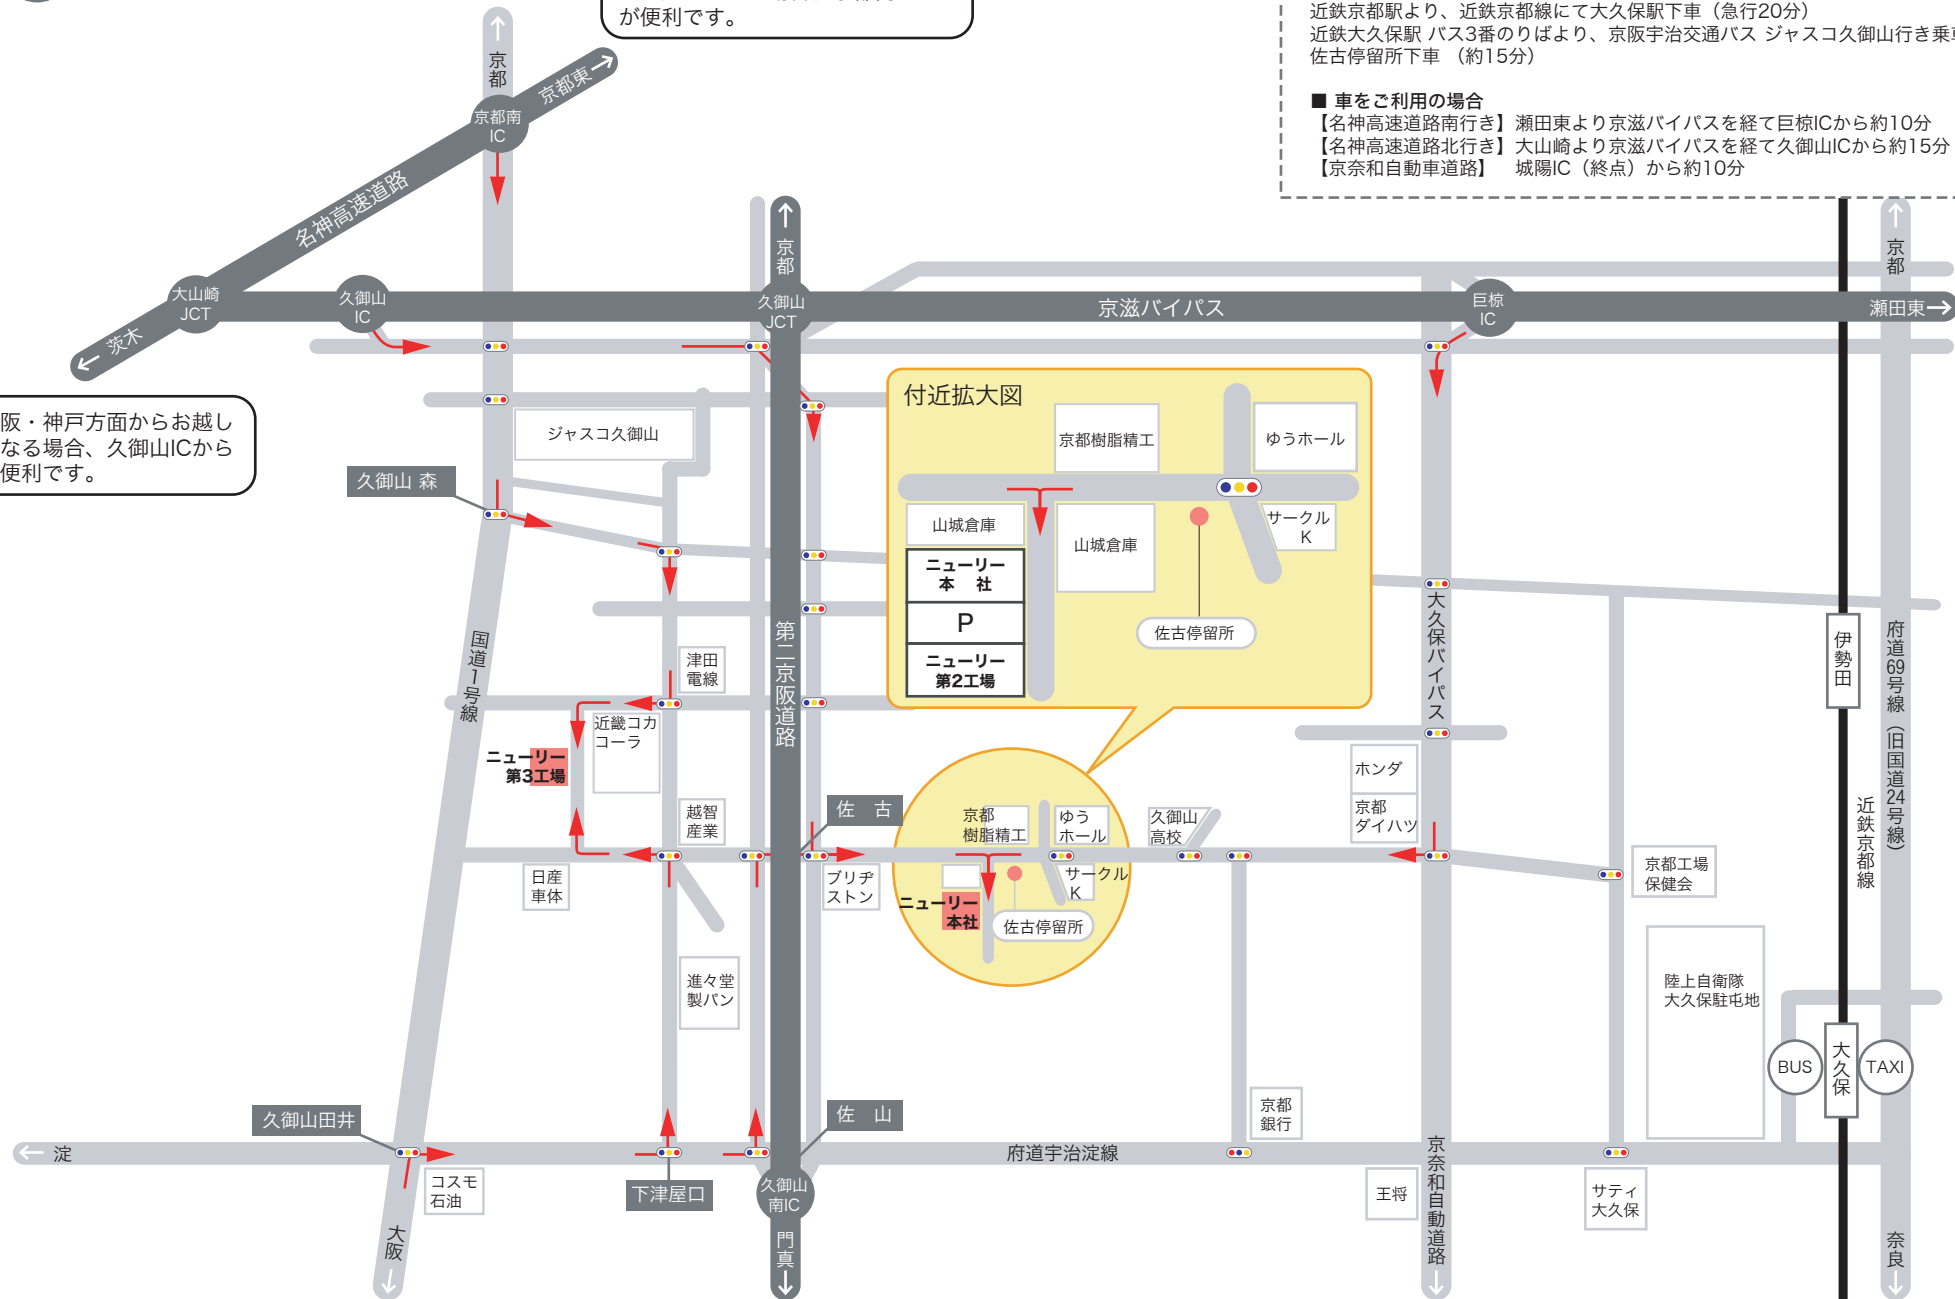 が便利です。
近鉄京都駅より、近鉄京都線にて大久保駅下車（急行20分）
近鉄大久保駅 バス3番のりばより、京阪宇治交通バス ジャスコ久御山行き乗
佐古停留所下車 （約15分）
■ 車をご利用の場合
【名神高速道路南行き】瀬田東より京滋バイパスを経て巨椋ICから約10分
【名神高速道路北行き】大山崎より京滋バイパスを経て久御山ICから約15分
【京奈和自動車道路】 城陽IC（終点）から約10分
京都
京都東
京都南
IC
名神高速道路
京都
京都
大山崎
JCT
久御山
IC
久御山
JCT
京滋バイパス
巨椋
IC
瀬田東
茨木
阪・神戸方面からお越し
なる場合、久御山ICから
便利です。
ジャスコ久御山
久御山 森
付近拡大図
京都樹脂精工
ゆうホール
山城倉庫
山城倉庫
サークル
K
ニューリー
本 社
P
ニューリー
第2工場
佐古停留所
国道1号線
津田
電線
第二京阪道路
大久保バイパス
伊勢田
府道69号線（旧国道24号線）
近畿コカ
コーラ
ニューリー
第3工場
越智
産業
佐 古
ホンダ
京都
ダイハツ
近鉄京都線
京都
樹脂精工
ゆう
ホール
久御山
高校
日産
車体
ブリヂ
ストン
サークル
K
ニューリー
本社
佐古停留所
京都工場
保健会
進々堂
製パン
陸上自衛隊
大久保駐屯地
BUS
大久保
TAXI
久御山田井
佐 山
京都
銀行
淀
府道宇治淀線
コスモ
石油
下津屋口
久御山
南IC
京奈和自動道路
王将
サティ
大久保
大阪
門真
奈良